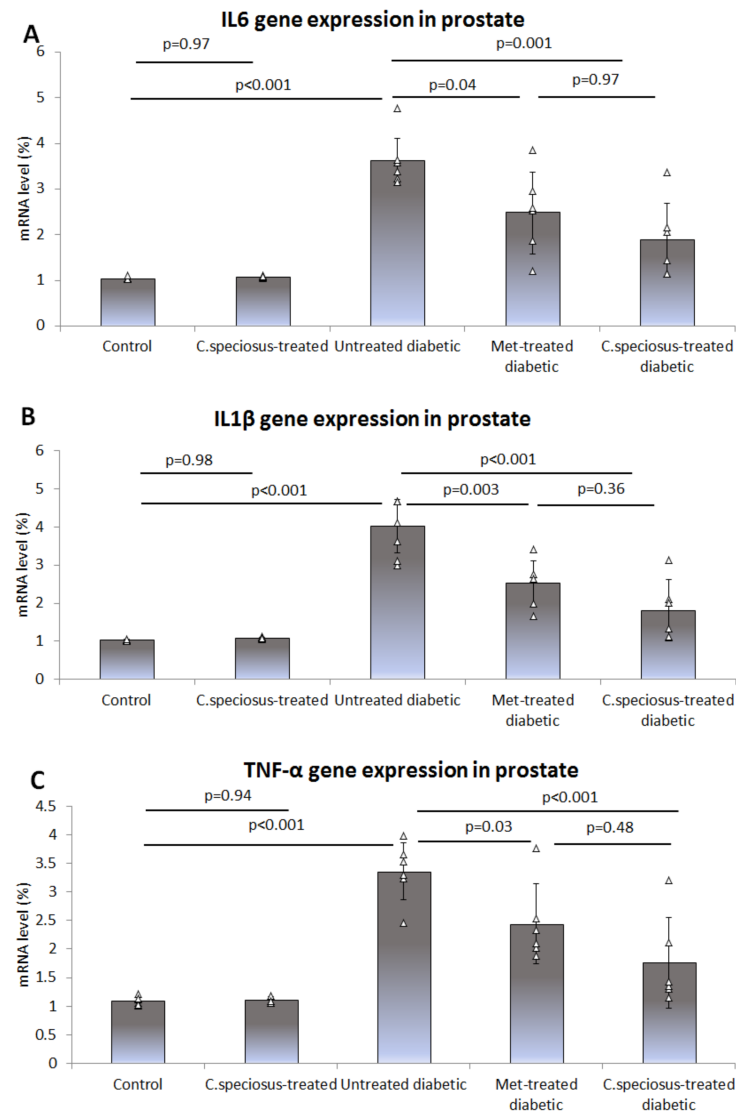 A
IL6 gene expression in prostate
p=0.97
p=0.001
p<0.001
p=0.04
p=0.97
mRNA level (%)
6
5
4
3
2
1
0
Control
C.speciosus-treated
Untreated diabetic
Met-treated
diabetic
C.speciosus-treated
diabetic
B
IL1β gene expression in prostate
p=0.98
p<0.001
p<0.001
p=0.003
p=0.36
mRNA level (%)
6
5
4
3
2
1
0
Control
C.speciosus-treated
Untreated diabetic
Met-treated
diabetic
C.speciosus-treated
diabetic
C
TNF-α gene expression in prostate
p=0.94
p<0.001
p<0.001
p=0.03
p=0.48
mRNA level (%)
4.5
4
3.5
3
2.5
2
1.5
1
0.5
0
Control
C.speciosus-treated
Untreated diabetic
Met-treated
diabetic
C.speciosus-treated
diabetic